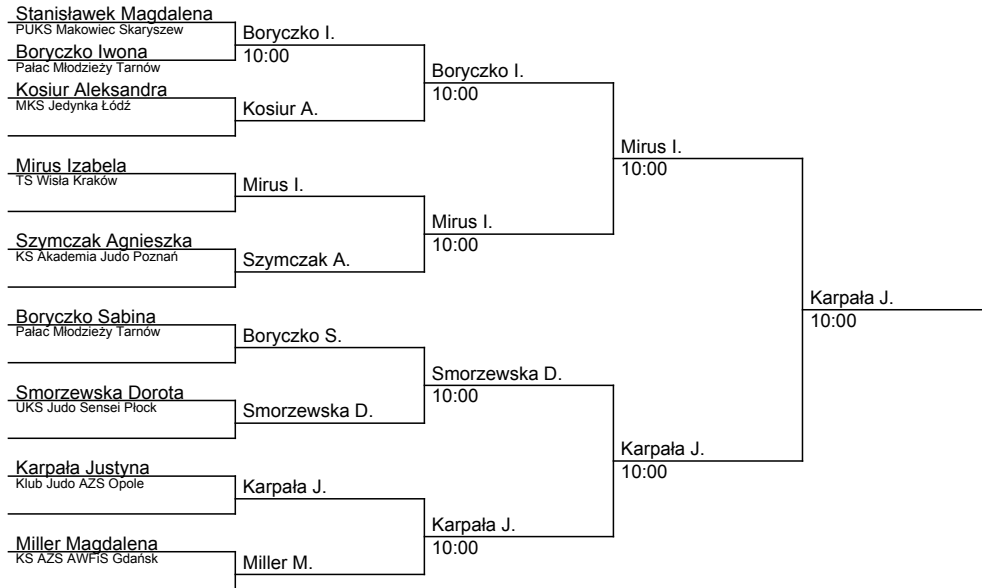 Stanisławek Magdalena
PUKS Makowiec Skaryszew
Boryczko Iwona
Pałac Młodzieży Tarnów
Kosiur Aleksandra
MKS Jedynka Łódź
Mirus Izabela
TS Wisła Kraków
Szymczak Agnieszka
KS Akademia Judo Poznań
Boryczko Sabina
Pałac Młodzieży Tarnów
Smorzewska Dorota
UKS Judo Sensei Płock
Karpała Justyna
Klub Judo AZS Opole
Miller Magdalena
KS AZS AWFiS Gdańsk
Boryczko I.
10:00
Kosiur A.
Mirus I.
Szymczak A.
Boryczko S.
Smorzewska D.
Karpała J.
Miller M.
Boryczko I.
10:00
Mirus I.
10:00
Smorzewska D.
10:00
Karpała J.
10:00
Mirus I.
10:00
Karpała J.
10:00
Karpała J.
10:00